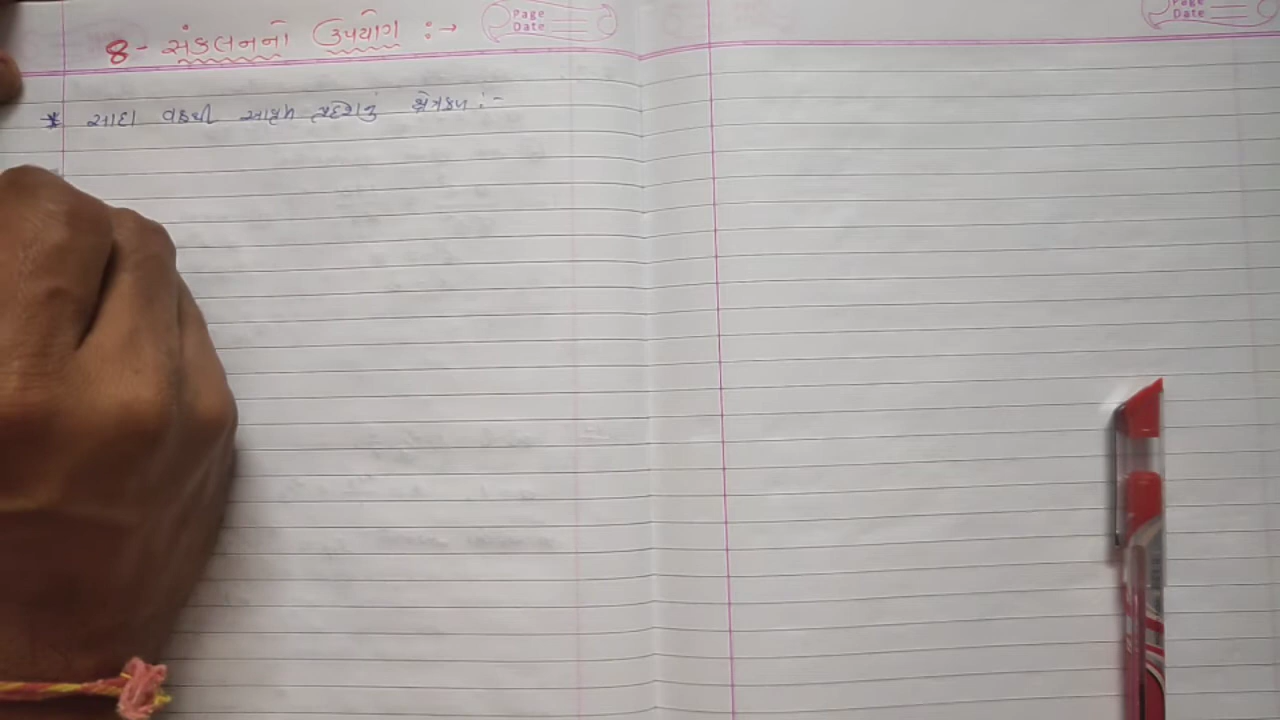 8- સંકલનનો ઉપયોગ :→
Page
Date
Page
Date
* સાદા વક્રથી આવૃત્ત પ્રદેશનું ક્ષેત્રફળ :-